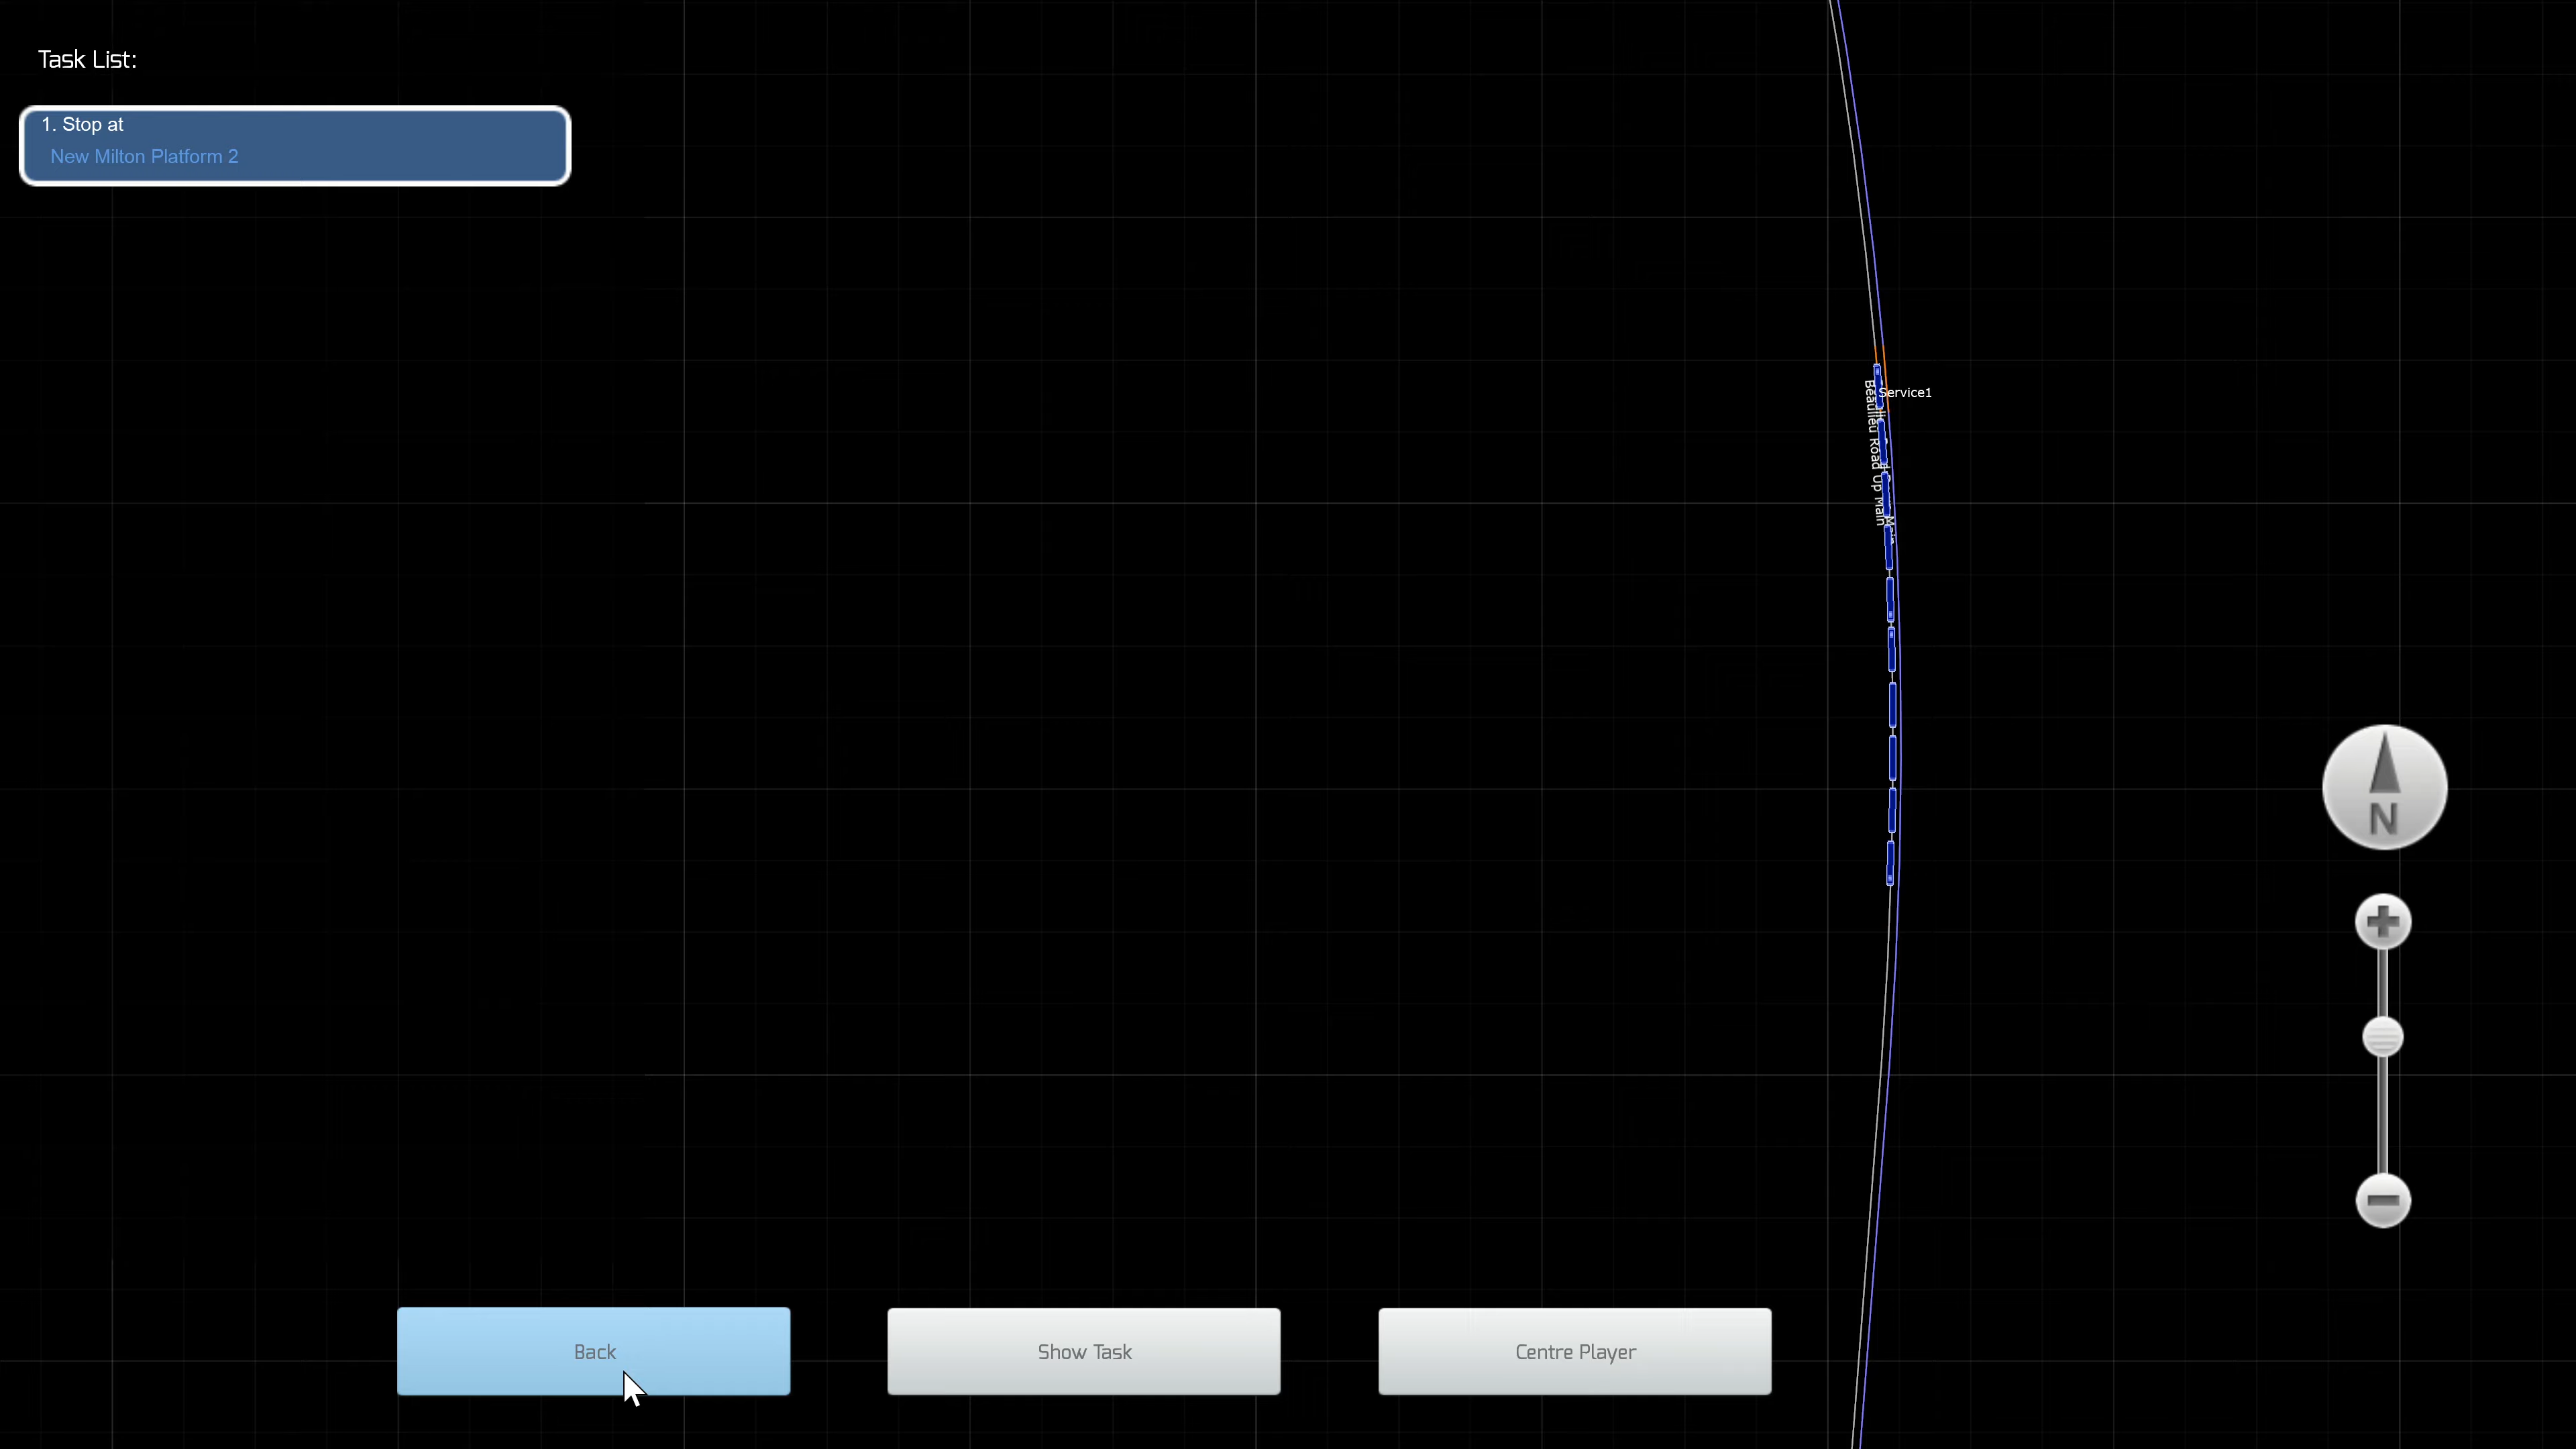 Task List:
1. Stop at
New Milton Platform 2
Service1
Beaulieu Road Up Main
N
Back
Show Task
Centre Player